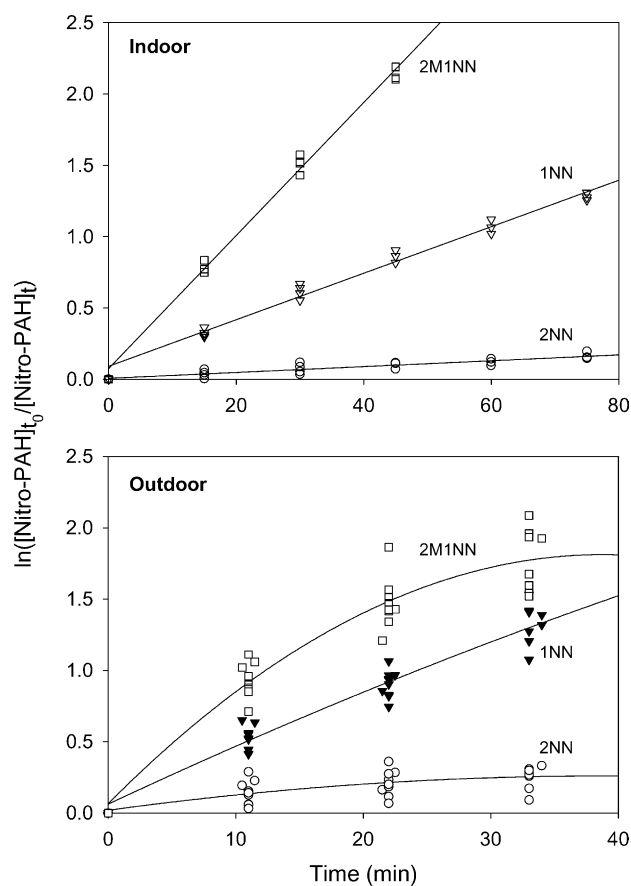 ln([Nitro-PAH]t0/[Nitro-PAH]t)
2.5
Indoor
2M1NN
2.0
1.5
1NN
1.0
0.5
2NN
0.0
0 20 40 60 80
2.5
Outdoor
2.0
2M1NN
1.5
1NN
1.0
0.5
2NN
0.0
0 10 20 30 40
Time (min)